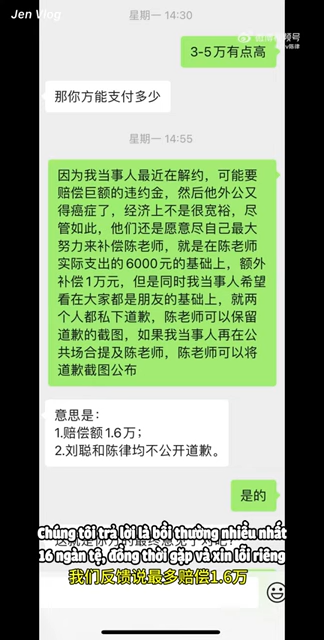 Jen Vlog
星期一 14:30
3-5万有点高
那你方能支付多少
星期一 14:55
因为我当事人最近在解约，可能要
赔偿巨额的违约金，然后他外公又
得癌症了，经济上不是很宽裕，尽
管如此，他们还是愿意尽自己最大
努力来补偿陈老师，就是在陈老师
实际支出的6000元的基础上，额外
补偿1万元，但是同时我当事人希望
看在大家都是朋友的基础上，就两
个人都私下道歉，陈老师可以保留
道歉的截图，如果我当事人再在公
共场合提及陈老师，陈老师可以将
道歉截图公布
意思是：
1.赔偿额1.6万；
2.刘聪和陈律均不公开道歉。
是的
Chúng tôi trả lời là bồi thường nhiều nhất
16 ngàn tệ, đồng thời gặp và xin lỗi riêng
我们反馈说最多赔偿1.6万